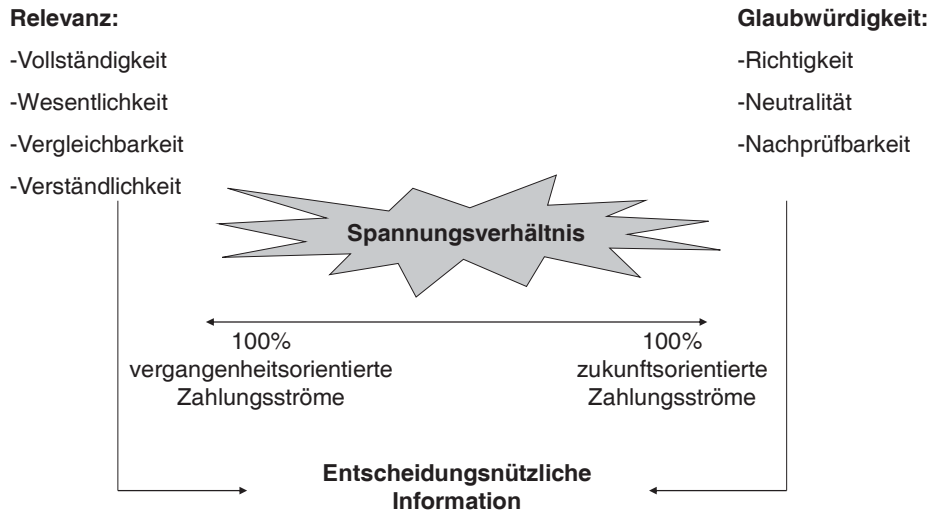 Relevanz:
-Vollständigkeit
-Wesentlichkeit
-Vergleichbarkeit
-Verständlichkeit
Glaubwürdigkeit:
-Richtigkeit
-Neutralität
-Nachprüfbarkeit
Spannungsverhältnis
100%
vergangenheitsorientierte
Zahlungsströme
100%
zukunftsorientierte
Zahlungsströme
Entscheidungsnützliche
Information